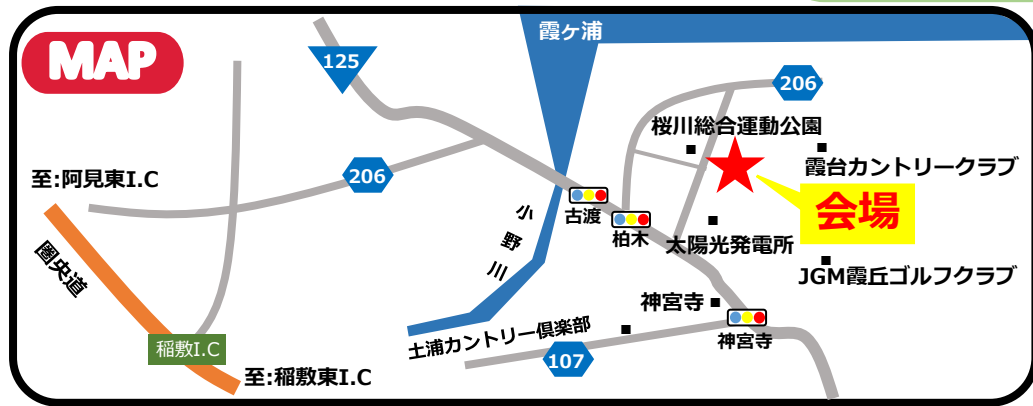 MAP
125
霞ヶ浦
206
桜川総合運動公園
霞台カントリークラブ
至:阿見東I.C
206
会場
小野川
古渡
柏木
太陽光発電所
圏央道
JGM霞丘ゴルフクラブ
神宮寺
土浦カントリー倶楽部
神宮寺
稲敷I.C
107
至:稲敷東I.C